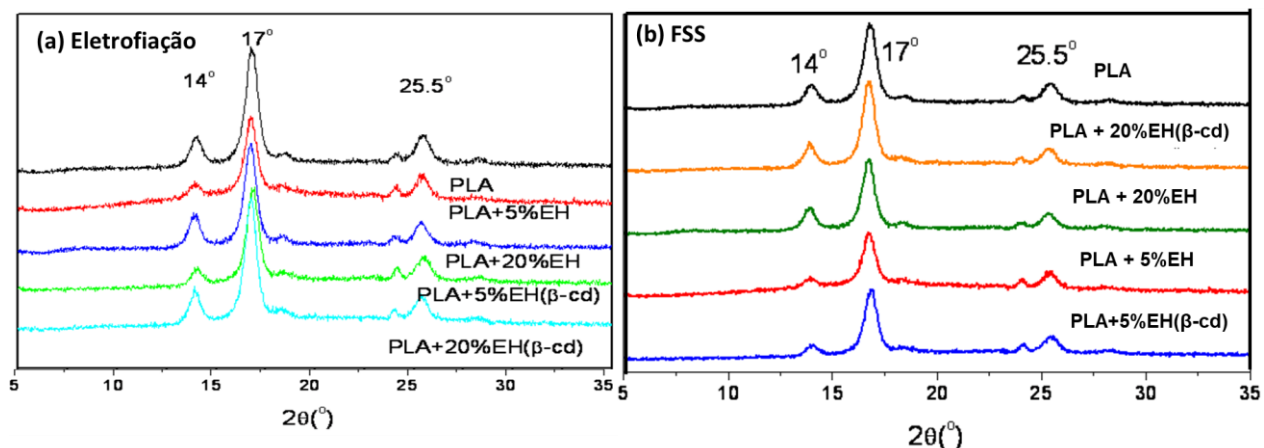 (a) Eletrofiação
17°
14°
25.5°
PLA
PLA+5%EH
PLA+20%EH
PLA+5%EH(β-cd)
PLA+20%EH(β-cd)
5 10 15 20 25 30 35
2θ(°)
(b) FSS
14°
17°
25.5°
PLA
PLA + 20%EH(β-cd)
PLA + 20%EH
PLA + 5%EH
PLA+5%EH(β-cd)
5 10 15 20 25 30 35
2θ(°)